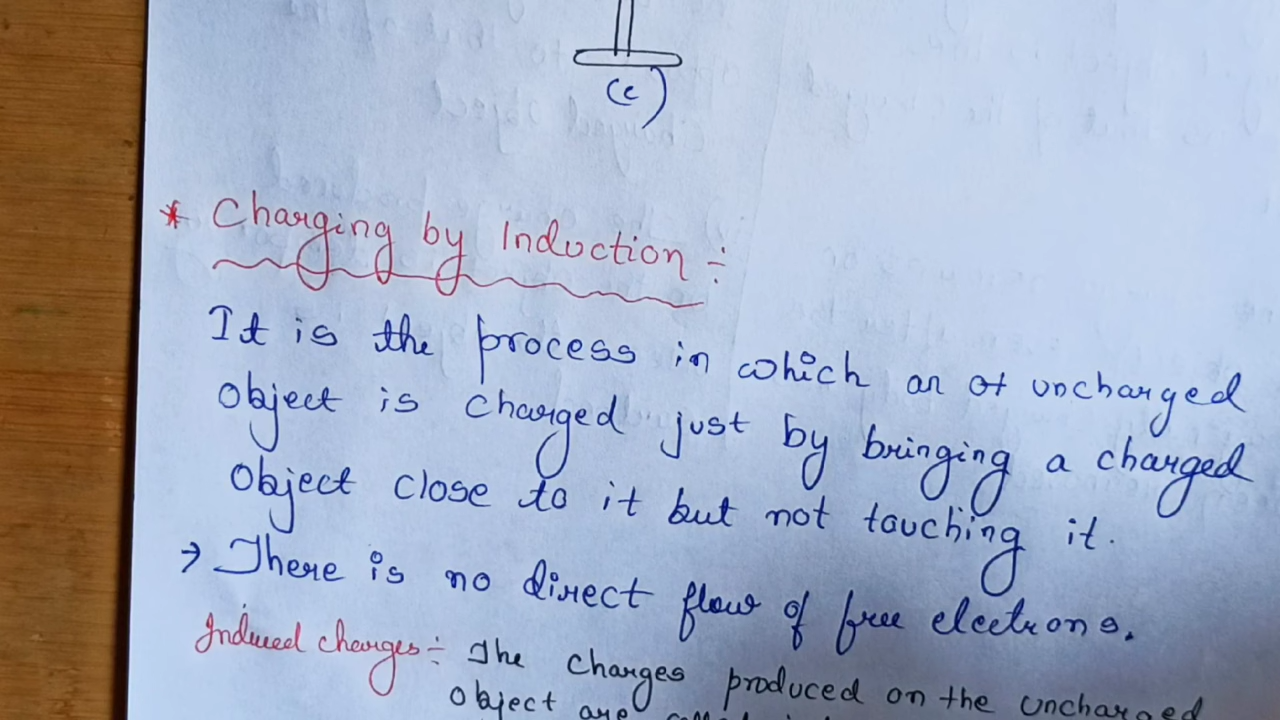 (c)
* Charging by Induction ÷
It is the process in which an of uncharged
object is charged just by bringing a charged
object close to it but not touching it.
→ There is no direct flow of free electrons.
Induced charges ÷ The charges produced on the uncharged
object are called